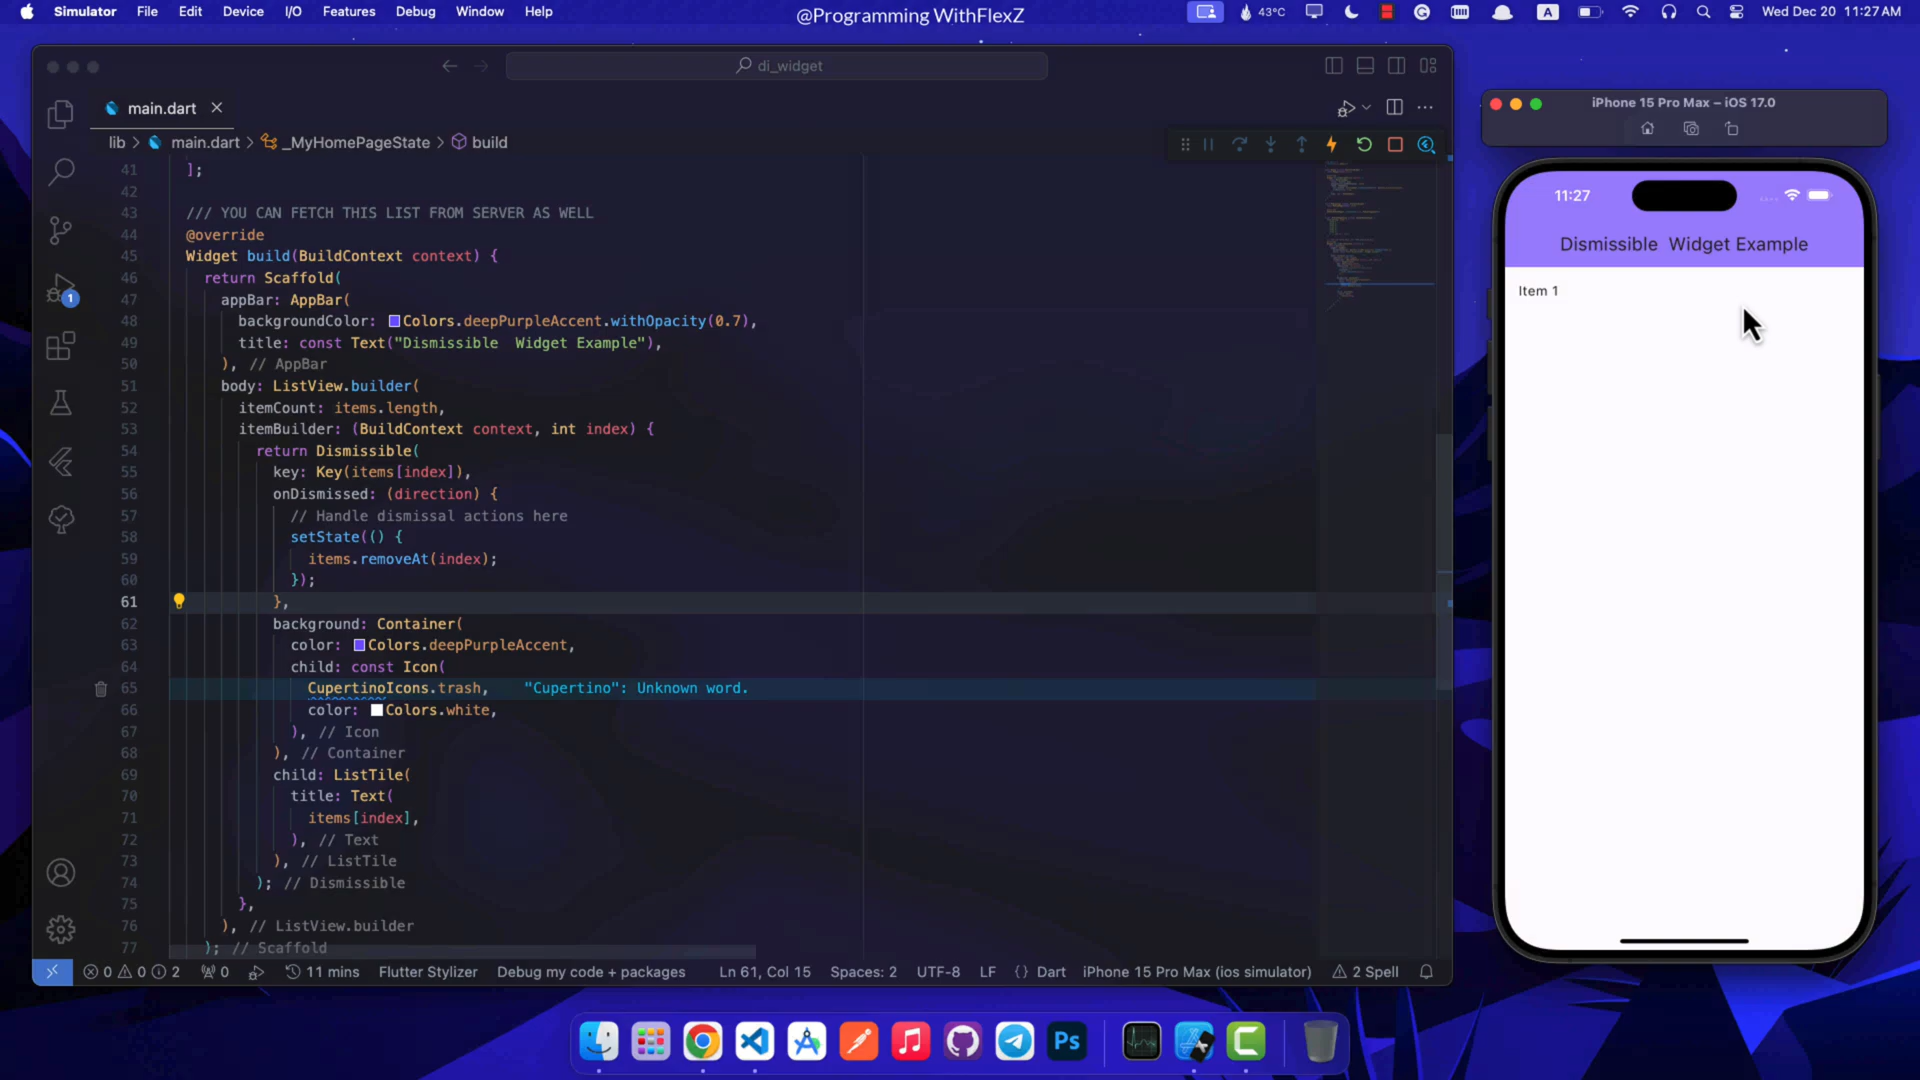 Simulator File Edit Device I/O Features Debug Window Help
@Programming WithFlexZ
43°C
A
Wed Dec 20 11:27 AM
di_widget
main.dart
lib > main.dart > _MyHomePageState > build
41 ];
42
43 /// YOU CAN FETCH THIS LIST FROM SERVER AS WELL
44 @override
45 Widget build(BuildContext context) {
46 return Scaffold(
47 appBar: AppBar(
48 backgroundColor: Colors.deepPurpleAccent.withOpacity(0.7),
49 title: const Text("Dismissible  Widget Example"),
50 ), // AppBar
51 body: ListView.builder(
52 itemCount: items.length,
53 itemBuilder: (BuildContext context, int index) {
54 return Dismissible(
55 key: Key(items[index]),
56 onDismissed: (direction) {
57 // Handle dismissal actions here
58 setState(() {
59 items.removeAt(index);
60 });
61 },
62 background: Container(
63 color: Colors.deepPurpleAccent,
64 child: const Icon(
65 CupertinoIcons.trash, "Cupertino": Unknown word.
66 color: Colors.white,
67 ), // Icon
68 ), // Container
69 child: ListTile(
70 title: Text(
71 items[index],
72 ), // Text
73 ), // ListTile
74 ); // Dismissible
75 },
76 ), // ListView.builder
77 ); // Scaffold
1
0 0 2 0 11 mins Flutter Stylizer Debug my code + packages Ln 61, Col 15 Spaces: 2 UTF-8 LF {} Dart iPhone 15 Pro Max (ios simulator) 2 Spell
iPhone 15 Pro Max – iOS 17.0
11:27
Dismissible  Widget Example
Item 1
Ps